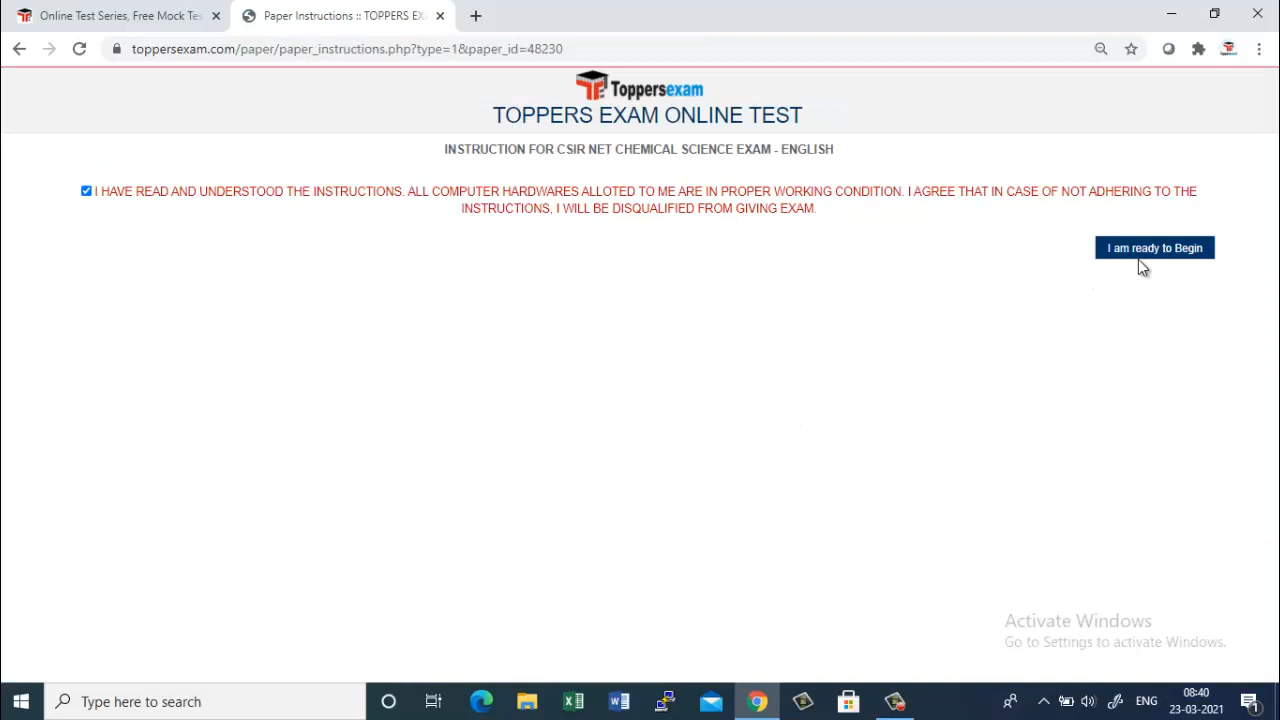 Online Test Series, Free Mock Tes
Paper Instructions :: TOPPERS EX
toppersexam.com/paper/paper_instructions.php?type=1&paper_id=48230
Toppersexam
TOPPERS EXAM ONLINE TEST
INSTRUCTION FOR CSIR NET CHEMICAL SCIENCE EXAM - ENGLISH
I HAVE READ AND UNDERSTOOD THE INSTRUCTIONS. ALL COMPUTER HARDWARES ALLOTED TO ME ARE IN PROPER WORKING CONDITION. I AGREE THAT IN CASE OF NOT ADHERING TO THE
INSTRUCTIONS, I WILL BE DISQUALIFIED FROM GIVING EXAM.
I am ready to Begin
Activate Windows
Go to Settings to activate Windows.
Type here to search
ENG
08:40
23-03-2021
1